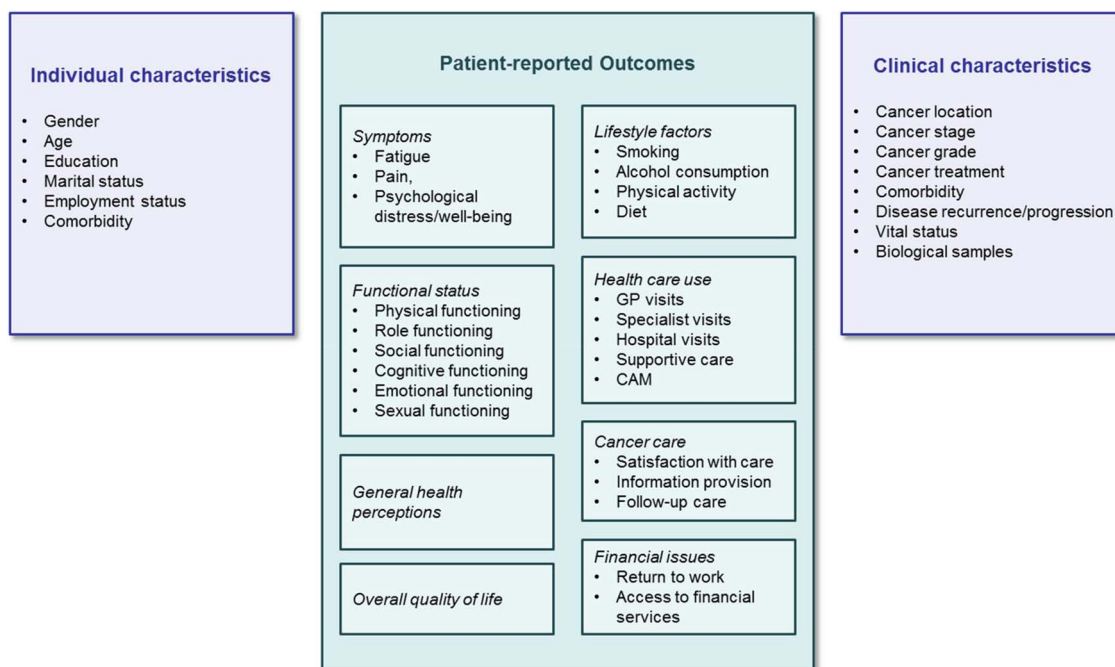 Individual characteristics
• Gender
• Age
• Education
• Marital status
• Employment status
• Comorbidity
Patient-reported Outcomes
Symptoms
• Fatigue
• Pain,
• Psychological
distress/well-being
Functional status
• Physical functioning
• Role functioning
• Social functioning
• Cognitive functioning
• Emotional functioning
• Sexual functioning
General health
perceptions
Overall quality of life
Lifestyle factors
• Smoking
• Alcohol consumption
• Physical activity
• Diet
Health care use
• GP visits
• Specialist visits
• Hospital visits
• Supportive care
• CAM
Cancer care
• Satisfaction with care
• Information provision
• Follow-up care
Financial issues
• Return to work
• Access to financial
services
Clinical characteristics
• Cancer location
• Cancer stage
• Cancer grade
• Cancer treatment
• Comorbidity
• Disease recurrence/progression
• Vital status
• Biological samples